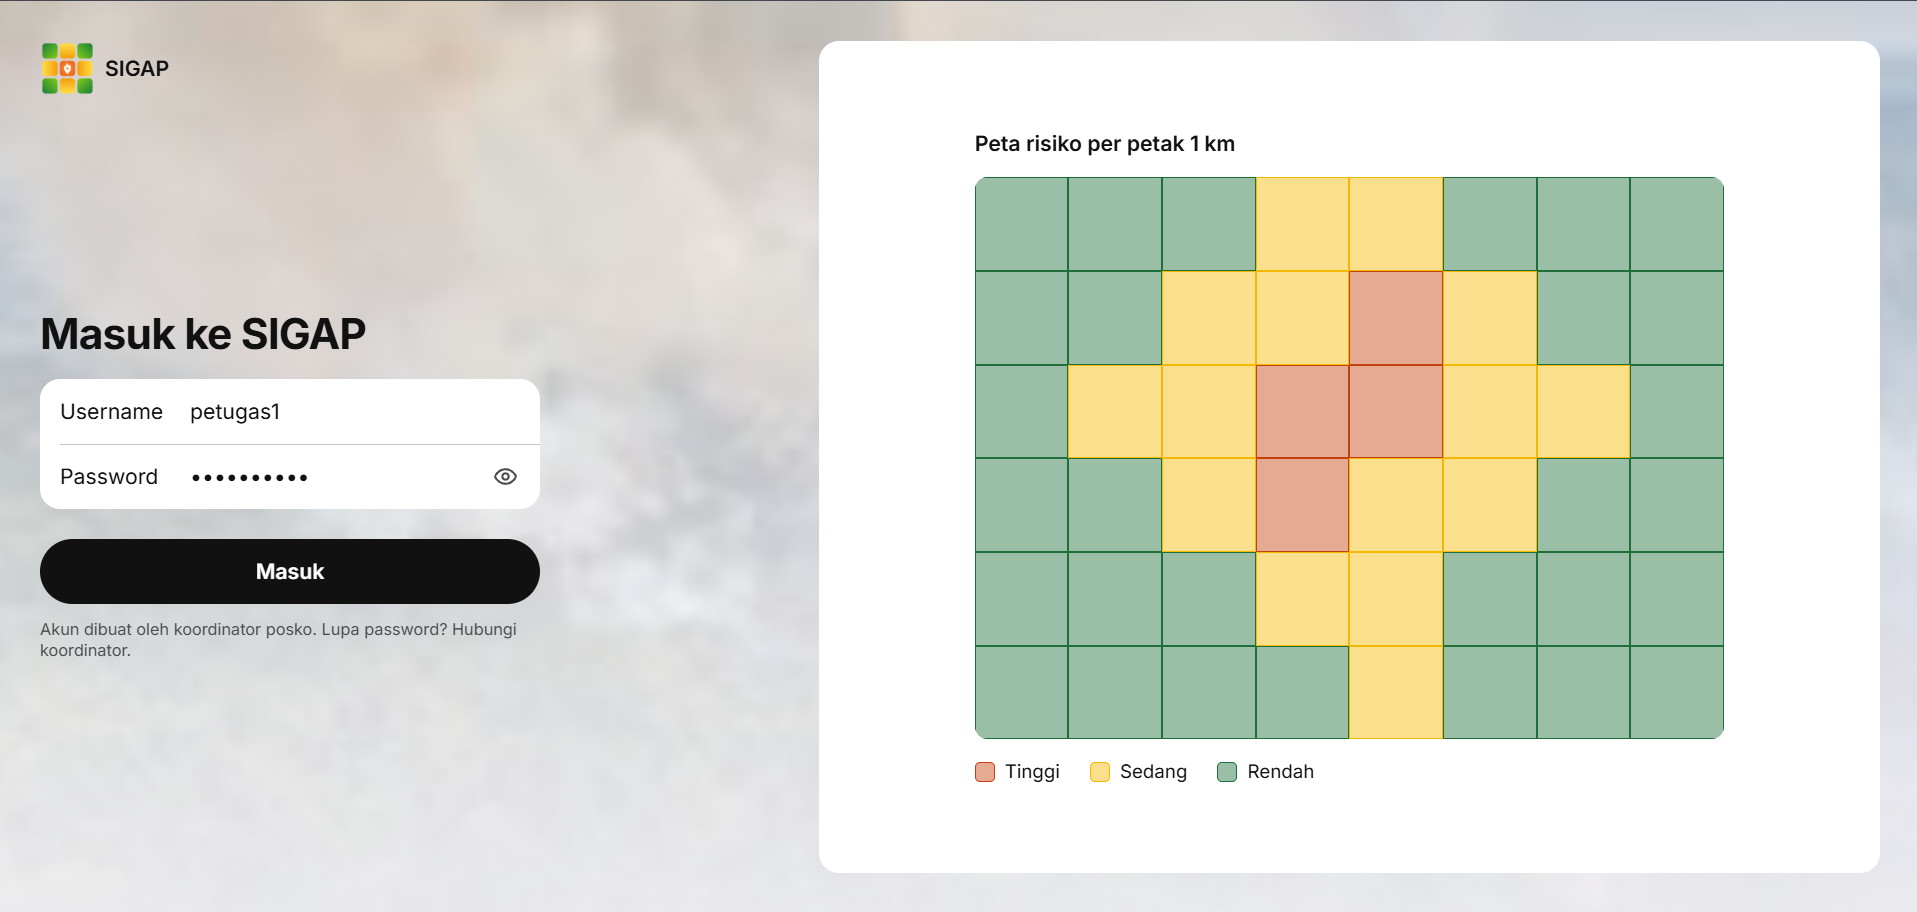 SIGAP
Masuk ke SIGAP
Username petugas1
Password ••••••••••
Masuk
Akun dibuat oleh koordinator posko. Lupa password? Hubungi
koordinator.
Peta risiko per petak 1 km
Tinggi Sedang Rendah